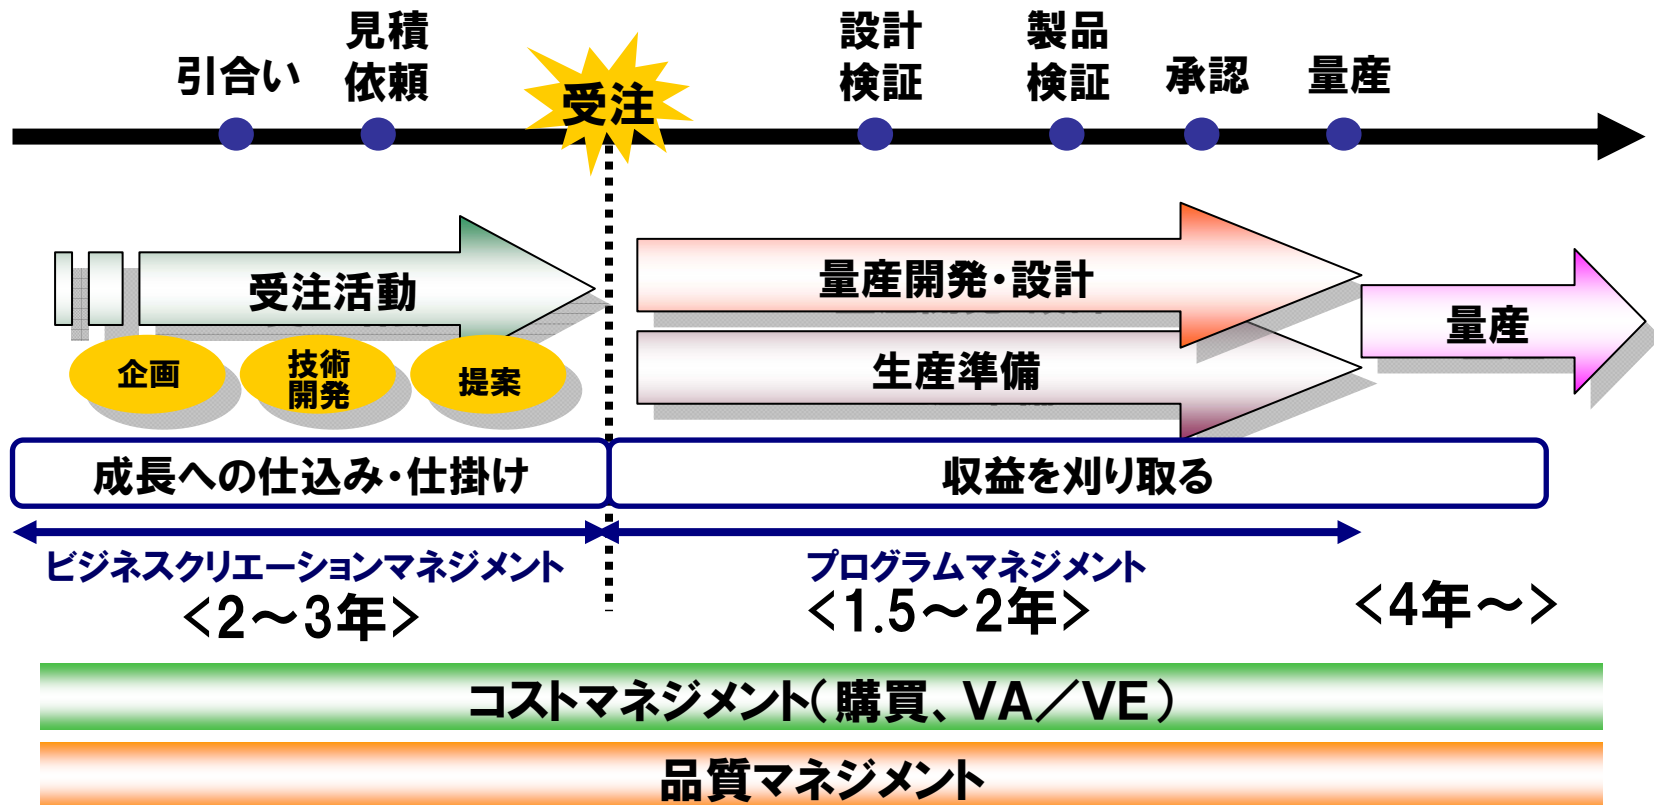 引合い
見積
依頼
受注
設計
検証
製品
検証
承認
量産
受注活動
企画
技術
開発
提案
量産開発・設計
生産準備
量産
成長への仕込み・仕掛け
収益を刈り取る
ビジネスクリエーションマネジメント
<2～3年>
プログラムマネジメント
<1.5～2年>
<4年～>
コストマネジメント(購買、VA／VE)
品質マネジメント